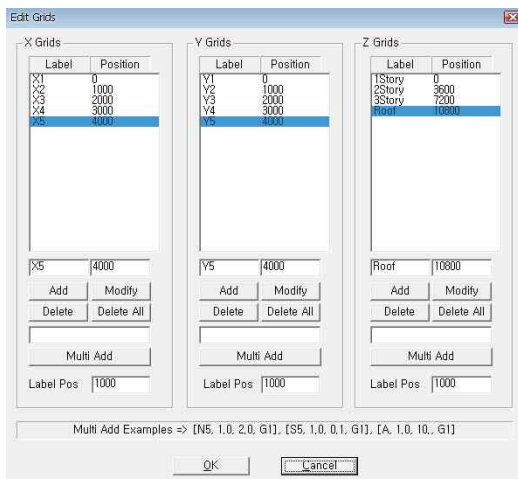 Edit Grids
X Grids
Label Position
X1 0
X2 1000
X3 2000
X4 3000
X5 4000
X5 4000
Add Modify
Delete Delete All
Multi Add
Label Pos 1000
Y Grids
Label Position
Y1 0
Y2 1000
Y3 2000
Y4 3000
Y5 4000
Y5 4000
Add Modify
Delete Delete All
Multi Add
Label Pos 1000
Z Grids
Label Position
1Story 0
2Story 3600
3Story 7200
Roof 10800
Roof 10800
Add Modify
Delete Delete All
Multi Add
Label Pos 1000
Multi Add Examples => [N5, 1,0, 2,0, G1], [S5, 1,0, 0,1, G1], [A, 1,0, 10,, G1]
OK Cancel